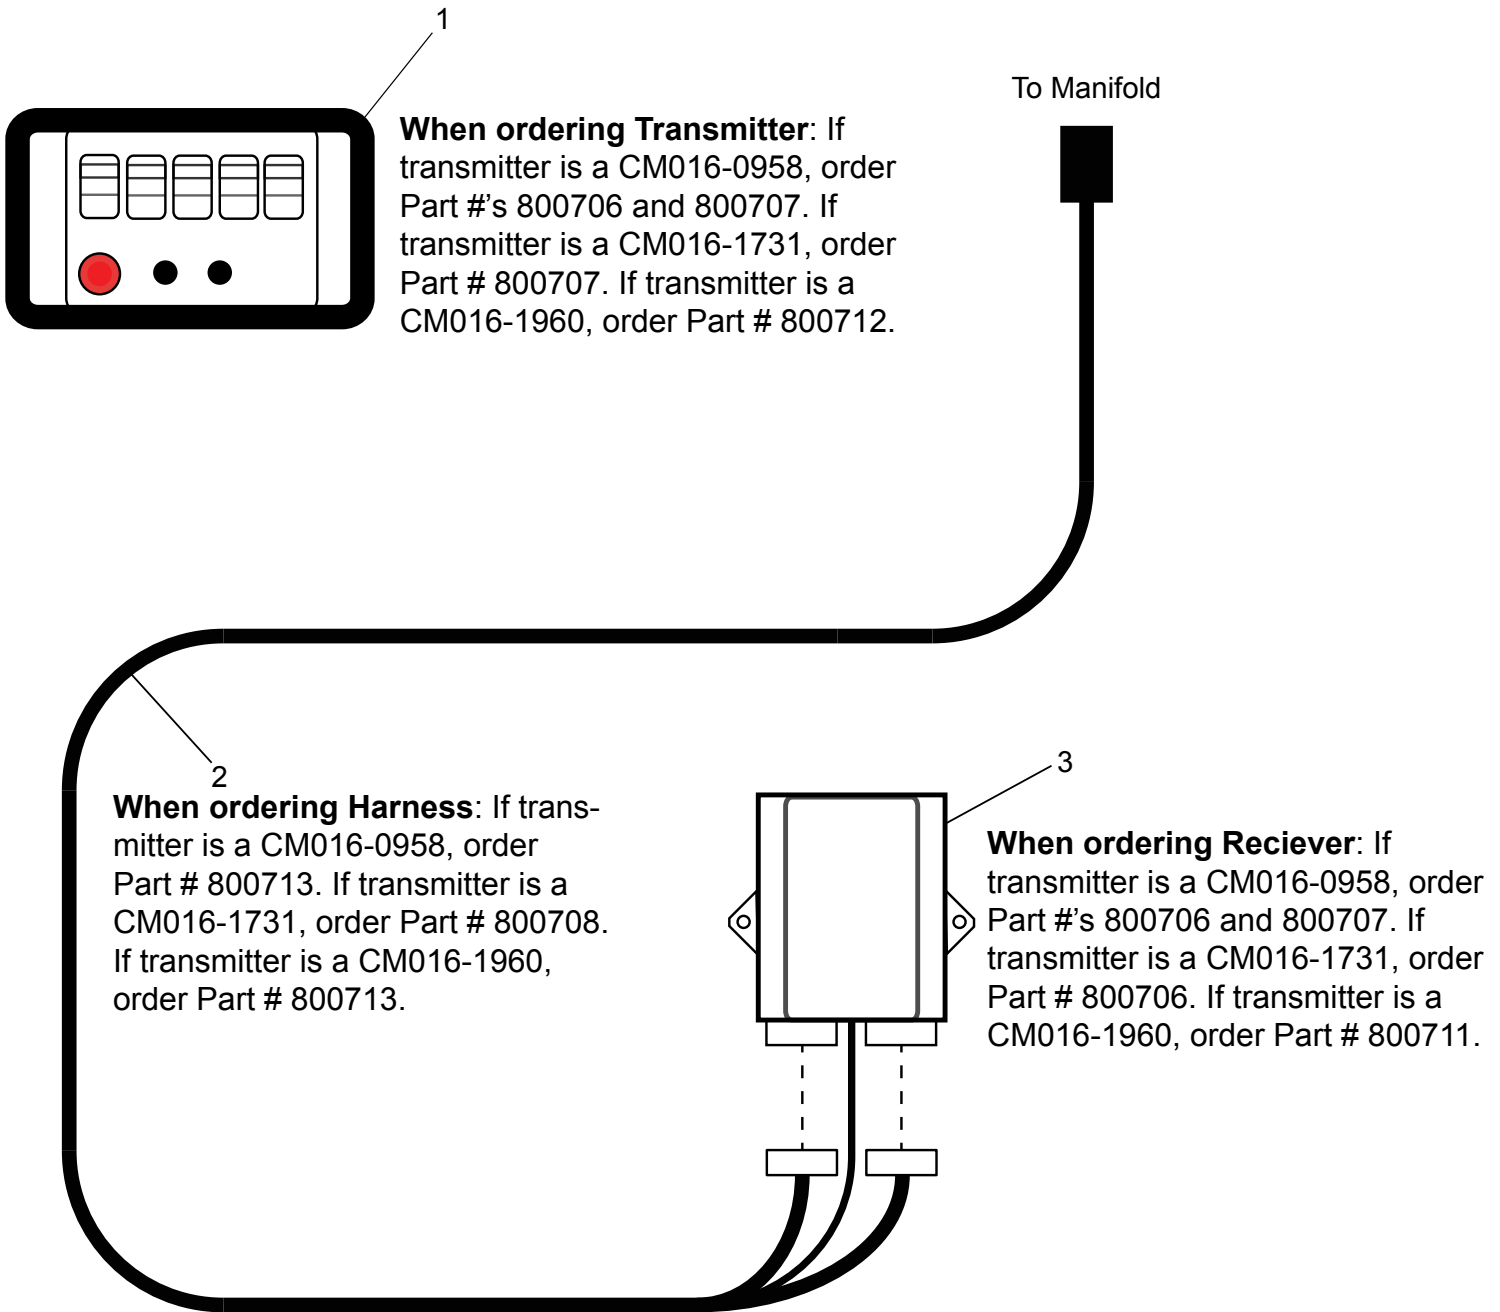 1
To Manifold
When ordering Transmitter: If
transmitter is a CM016-0958, order
Part #’s 800706 and 800707. If
transmitter is a CM016-1731, order
Part # 800707. If transmitter is a
CM016-1960, order Part # 800712.
2
When ordering Harness: If trans-
mitter is a CM016-0958, order
Part # 800713. If transmitter is a
CM016-1731, order Part # 800708.
If transmitter is a CM016-1960,
order Part # 800713.
3
When ordering Reciever: If
transmitter is a CM016-0958, order
Part #’s 800706 and 800707. If
transmitter is a CM016-1731, order
Part # 800706. If transmitter is a
CM016-1960, order Part # 800711.